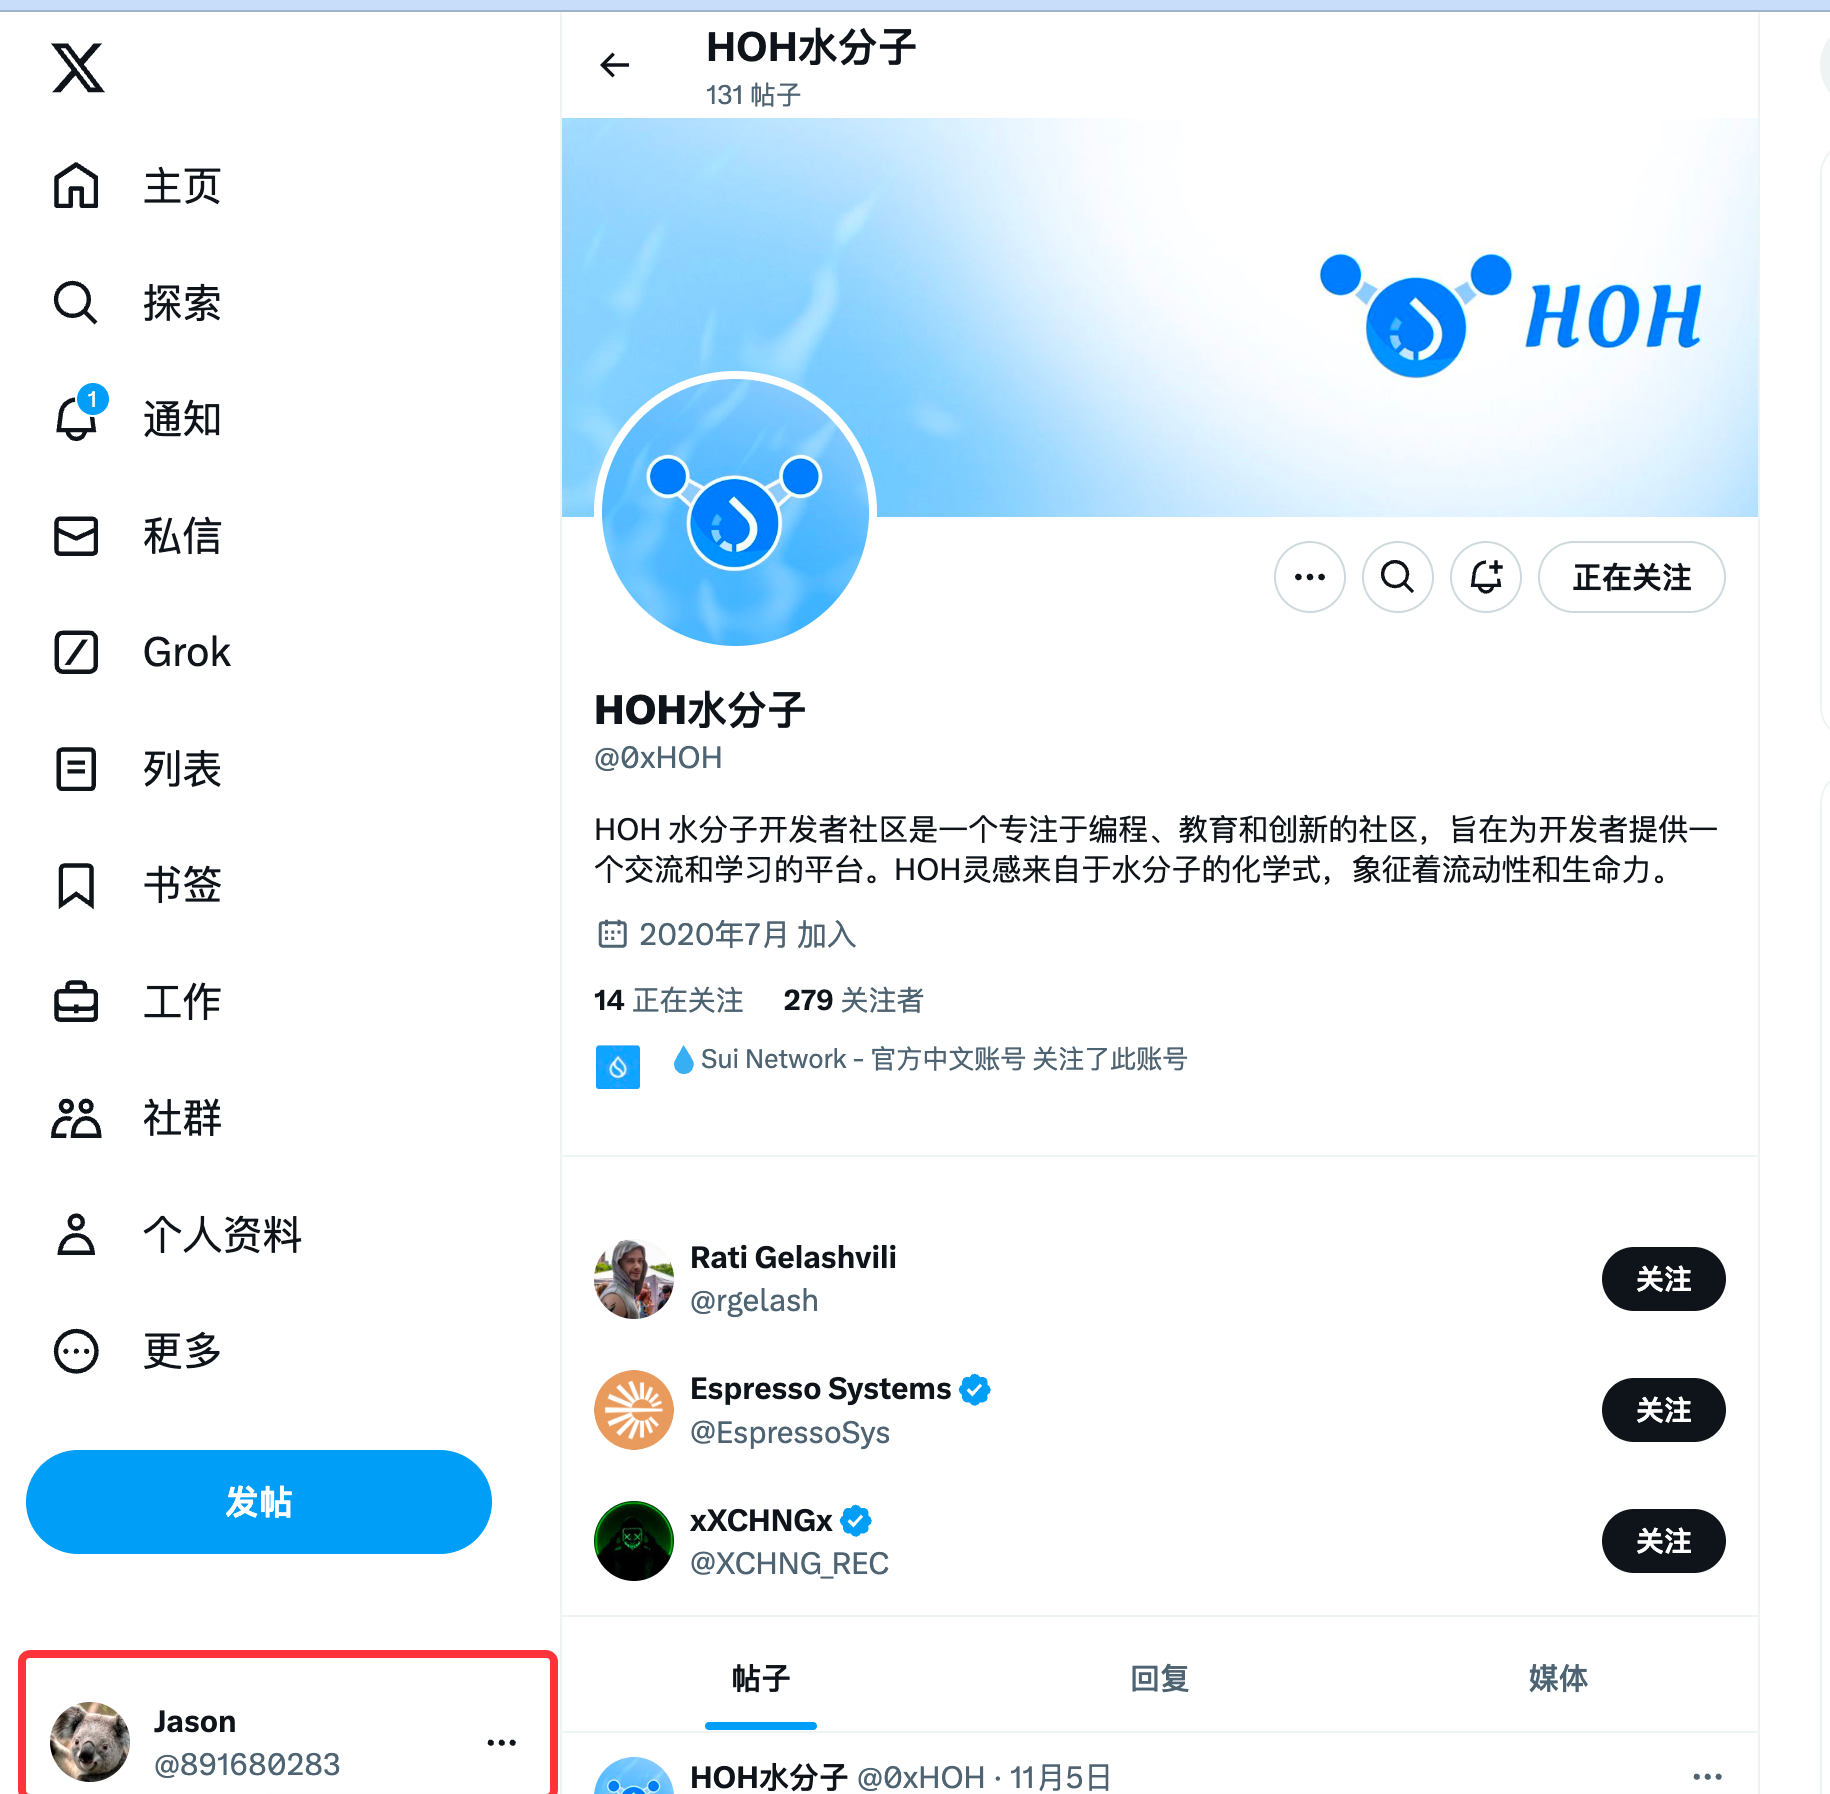 主页
探索
1
通知
私信
Grok
列表
书签
工作
社群
个人资料
更多
发帖
Jason
@891680283
HOH水分子
131 帖子
HOH
正在关注
HOH水分子
@0xHOH
HOH 水分子开发者社区是一个专注于编程、教育和创新的社区，旨在为开发者提供一
个交流和学习的平台。HOH灵感来自于水分子的化学式，象征着流动性和生命力。
2020年7月 加入
14 正在关注 279 关注者
Sui Network - 官方中文账号 关注了此账号
Rati Gelashvili
@rgelash
关注
Espresso Systems
@EspressoSys
关注
xXCHNGx
@XCHNG_REC
关注
帖子 回复 媒体
HOH水分子 @0xHOH · 11月5日